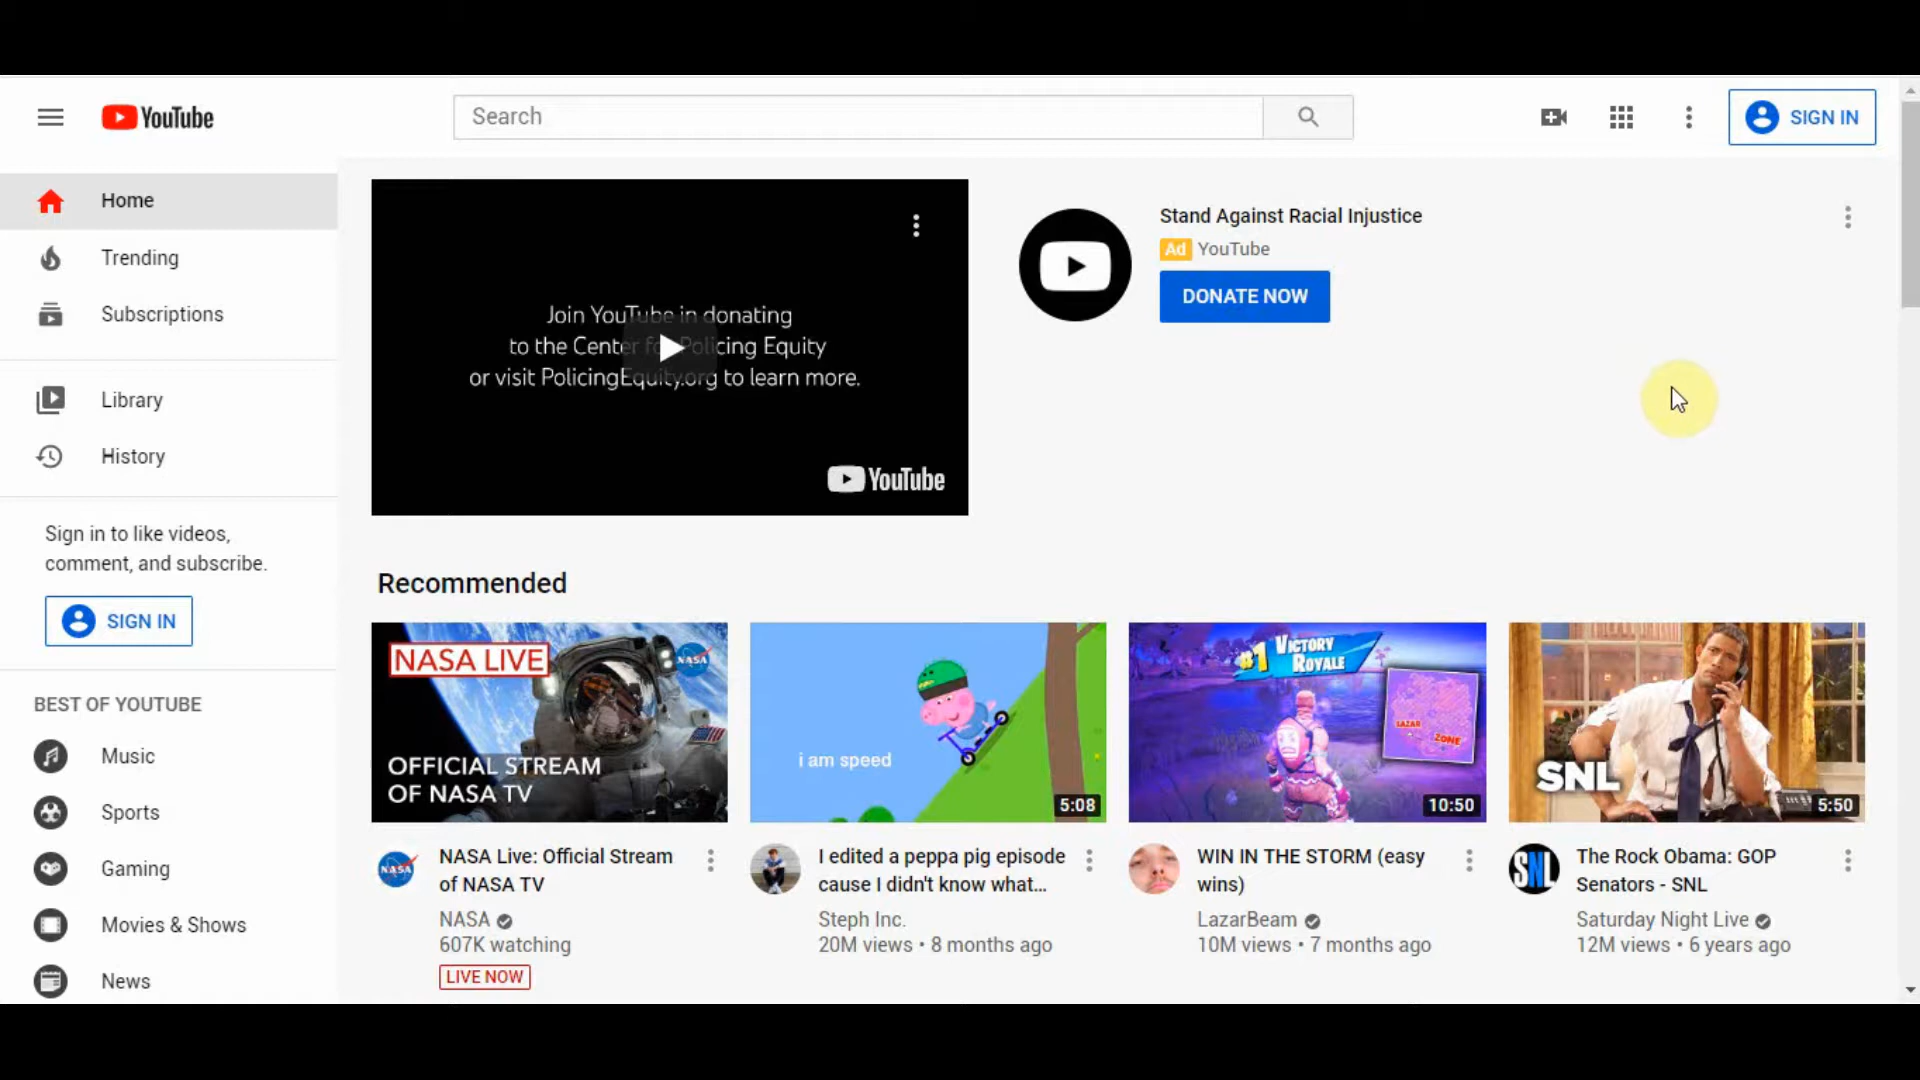 YouTube
Search
SIGN IN
Home
Trending
Subscriptions
Library
History
Sign in to like videos,
comment, and subscribe.
SIGN IN
BEST OF YOUTUBE
Music
Sports
Gaming
Movies & Shows
News
Join YouTube in donating
to the Center for Policing Equity
or visit PolicingEquity.org to learn more.
YouTube
Stand Against Racial Injustice
Ad YouTube
DONATE NOW
Recommended
NASA LIVE
NASA
OFFICIAL STREAM
OF NASA TV
NASA
NASA Live: Official Stream
of NASA TV
NASA
607K watching
LIVE NOW
i am speed
5:08
I edited a peppa pig episode
cause I didn't know what...
Steph Inc.
20M views • 8 months ago
#1 VICTORY
ROYALE
LAZAR
ZONE
10:50
WIN IN THE STORM (easy
wins)
LazarBeam
10M views • 7 months ago
SNL
5:50
SNL
The Rock Obama: GOP
Senators - SNL
Saturday Night Live
12M views • 6 years ago